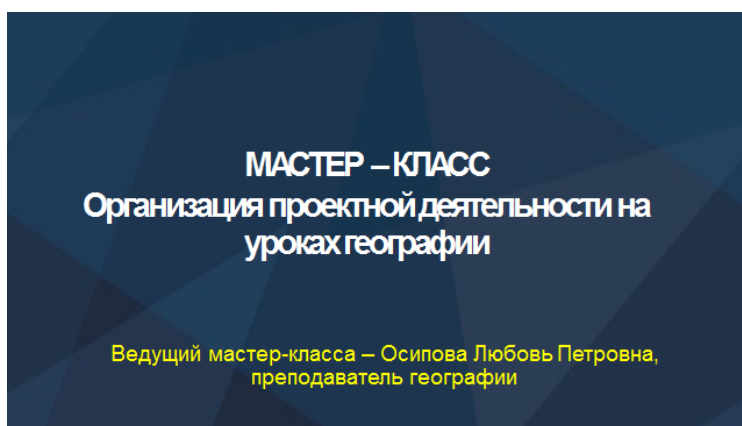 МАСТЕР – КЛАСС
Организация проектной деятельности на
уроках географии
Ведущий мастер-класса – Осипова Любовь Петровна,
преподаватель географии